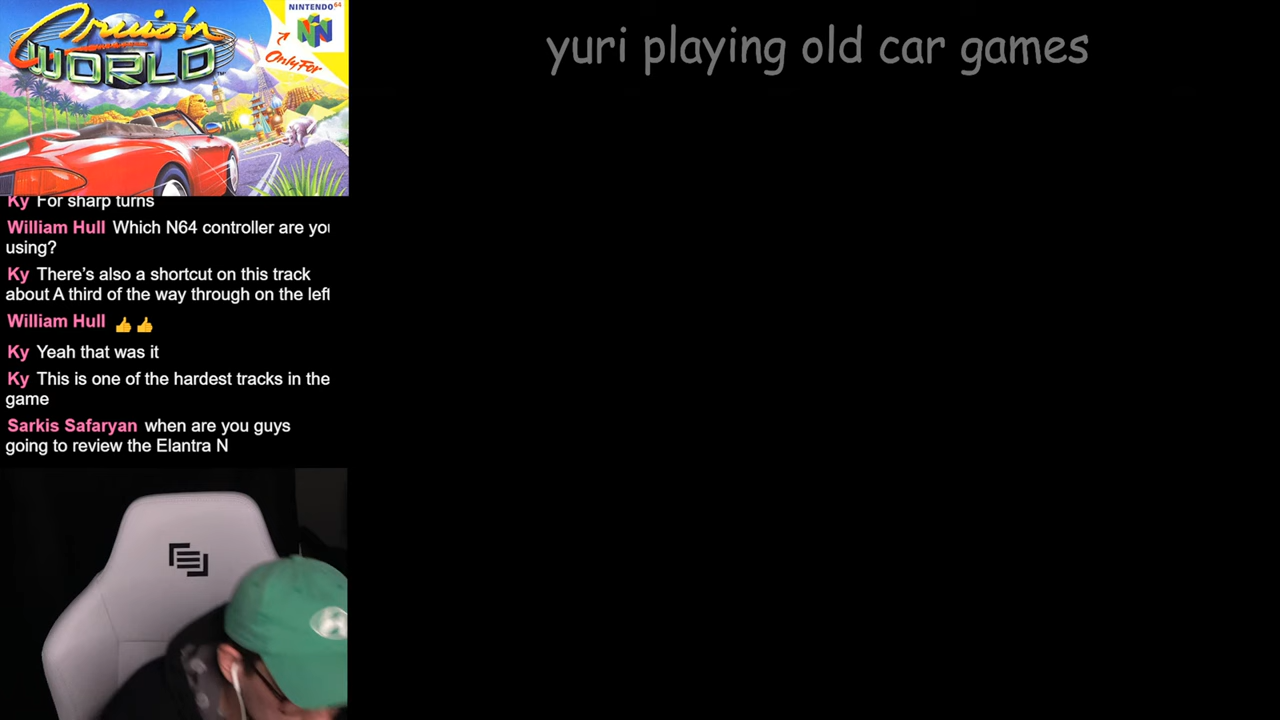 Cruis'n
WORLD
NINTENDO 64
Only For
yuri playing old car games
Ky For sharp turns
William Hull Which N64 controller are you
using?
Ky There's also a shortcut on this track
about A third of the way through on the left
William Hull 👍👍
Ky Yeah that was it
Ky This is one of the hardest tracks in the
game
Sarkis Safaryan when are you guys
going to review the Elantra N